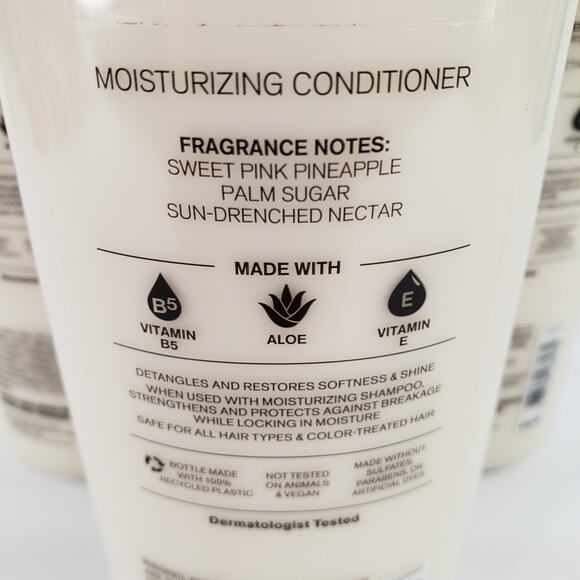 MOISTURIZING CONDITIONER
FRAGRANCE NOTES:
SWEET PINK PINEAPPLE
PALM SUGAR
SUN-DRENCHED NECTAR
MADE WITH
B5
E
VITAMIN
B5
ALOE
VITAMIN
E
DETANGLES AND RESTORES SOFTNESS & SHINE
WHEN USED WITH MOISTURIZING SHAMPOO,
STRENGTHENS AND PROTECTS AGAINST BREAKAGE
WHILE LOCKING IN MOISTURE
SAFE FOR ALL HAIR TYPES & COLOR-TREATED HAIR
BOTTLE MADE
WITH 100%
RECYCLED PLASTIC
NOT TESTED
ON ANIMALS
& VEGAN
MADE WITHOUT
SULFATES,
PARABENS, OR
ARTIFICIAL DYES
Dermatologist Tested